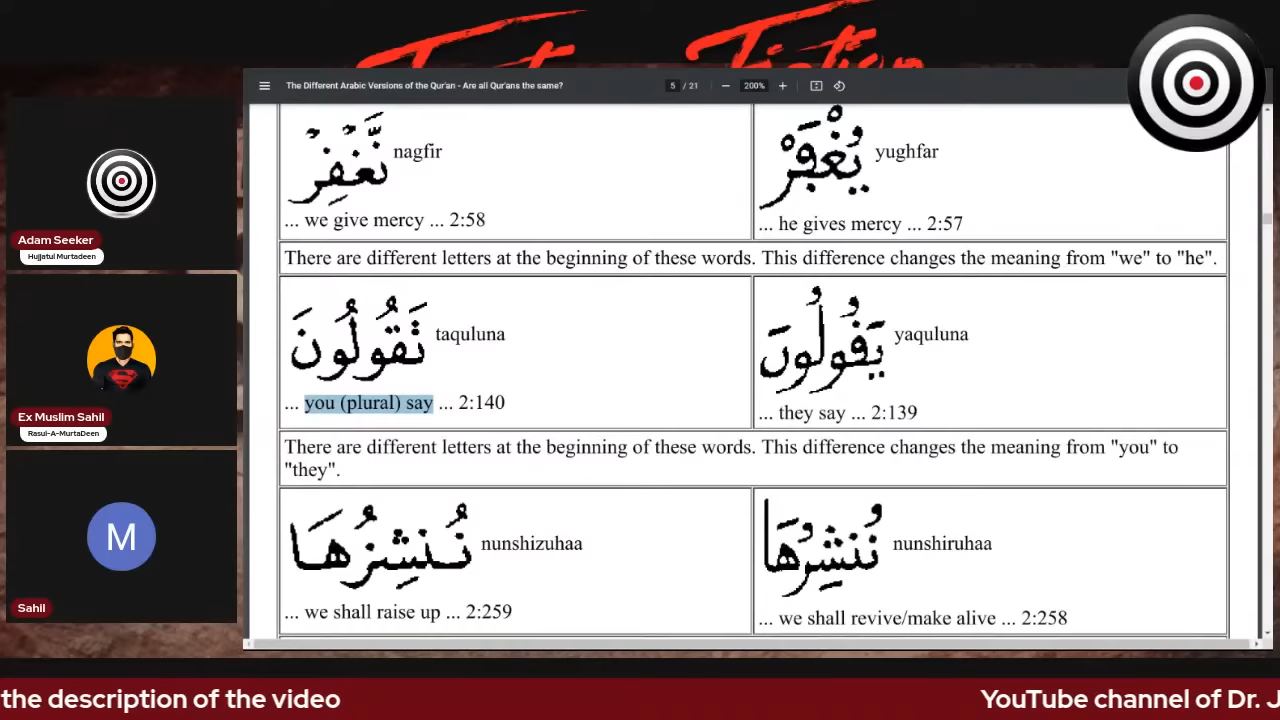 The Different Arabic Versions of the Qur'an - Are all Qur'ans the same?
5 / 21
200%
نَّغْفِرْ nagfir
... we give mercy ... 2:58
يُغْفَرْ yughfar
... he gives mercy ... 2:57
There are different letters at the beginning of these words. This difference changes the meaning from "we" to "he".
تَقُولُونَ taquluna
... you (plural) say ... 2:140
يَقُولُونَ yaquluna
... they say ... 2:139
There are different letters at the beginning of these words. This difference changes the meaning from "you" to
"they".
نُنشِزُهَا nunshizuhaa
... we shall raise up ... 2:259
نُنشِرُهَا nunshiruhaa
... we shall revive/make alive ... 2:258
Adam Seeker
Hujjatul Murtadeen
Ex Muslim Sahil
Rasul-A-MurtaDeen
M
Sahil
the description of the video
YouTube channel of Dr. J